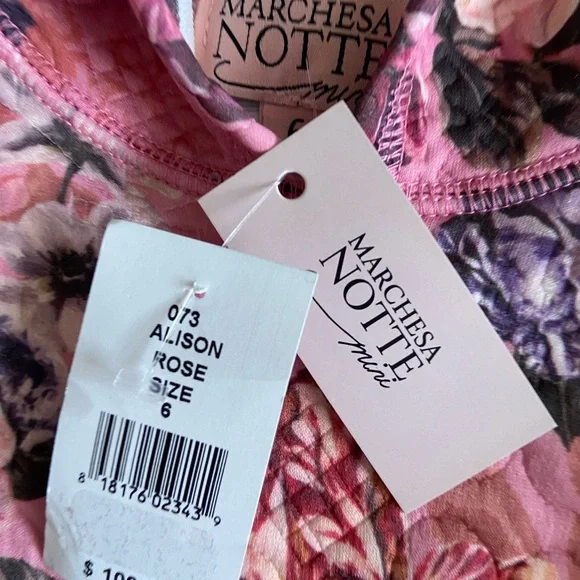 MARCHESA
NOTTE
mini
6
MARCHESA
NOTTE
mini
073
ALISON
ROSE
SIZE
6
8 18176 02343 9